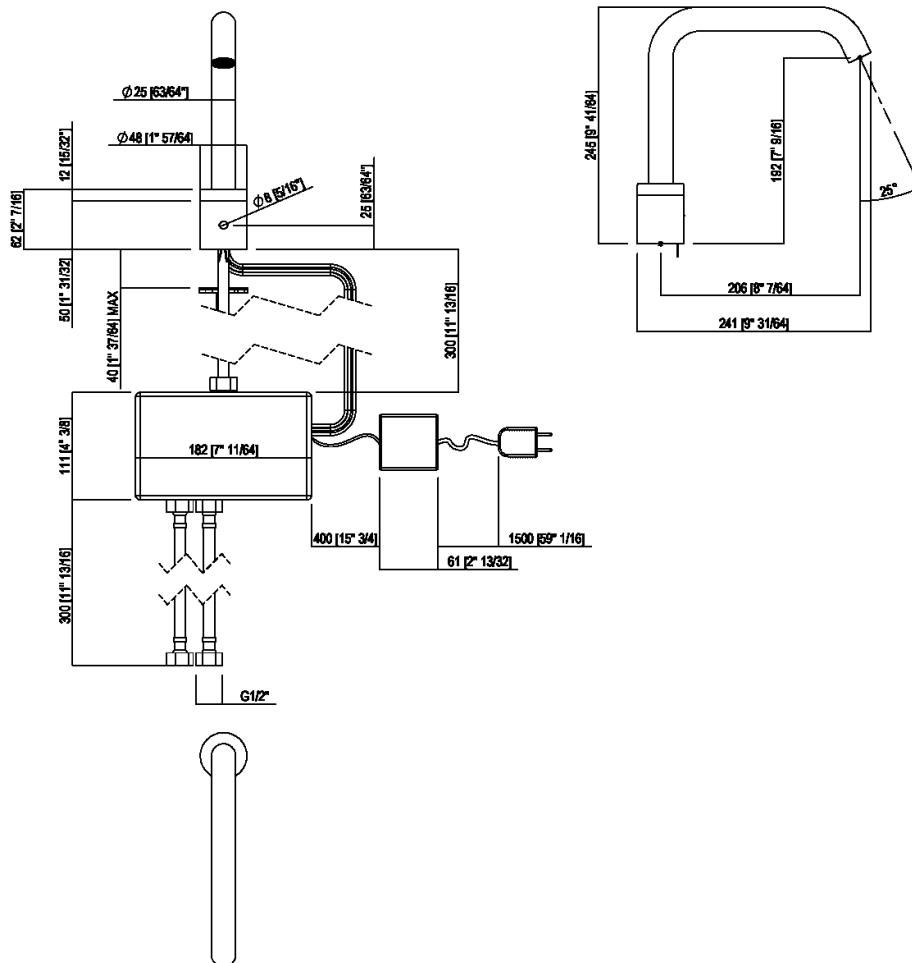 Ø25 [63/64"]
Ø48 [1" 57/64]
12 [15/32"]
62 [2" 7/16]
Ø8 [5/16"]
25 [63/64"]
50 [1" 31/32]
40 [1" 37/64] MAX
300 [11" 13/16]
111 [4" 3/8]
182 [7" 11/64]
400 [15" 3/4]
1500 [59" 1/16]
61 [2" 13/32]
300 [11" 13/16]
G1/2"
245 [9" 41/64]
192 [7" 9/16]
25°
206 [8" 7/64]
241 [9" 31/64]